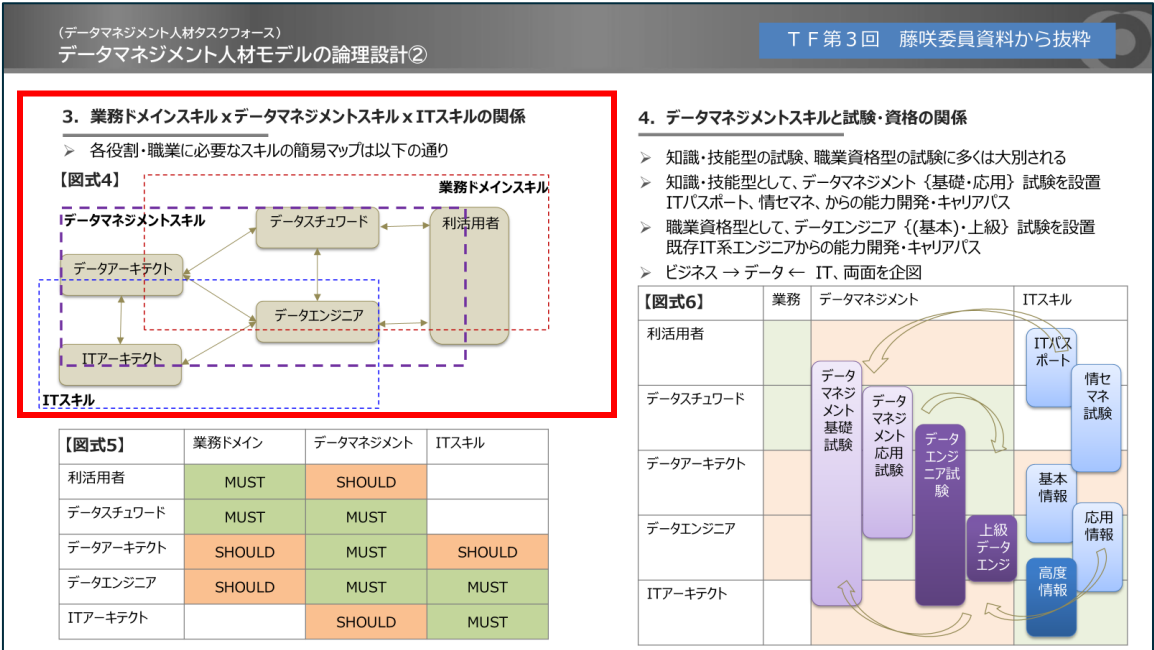 （データマネジメント人材タスクフォース）
データマネジメント人材モデルの論理設計②
ＴＦ第３回　藤咲委員資料から抜粋
3．業務ドメインスキルｘデータマネジメントスキルｘITスキルの関係
➢ 各役割・職業に必要なスキルの簡易マップは以下の通り
【図式4】
業務ドメインスキル
データマネジメントスキル
データスチュワード
利活用者
データアーキテクト
データエンジニア
ITアーキテクト
ITスキル
【図式5】 業務ドメイン データマネジメント ITスキル
利活用者 MUST SHOULD
データスチュワード MUST MUST
データアーキテクト SHOULD MUST SHOULD
データエンジニア SHOULD MUST MUST
ITアーキテクト SHOULD MUST
4．データマネジメントスキルと試験・資格の関係
➢ 知識・技能型の試験、職業資格型の試験に多くは大別される
➢ 知識・技能型として、データマネジメント｛基礎・応用｝試験を設置
ITパスポート、情セマネ、からの能力開発・キャリアパス
➢ 職業資格型として、データエンジニア｛(基本)・上級｝試験を設置
既存IT系エンジニアからの能力開発・キャリアパス
➢ ビジネス → データ ← IT、両面を企図
【図式6】 業務 データマネジメント ITスキル
利活用者
データスチュワード
データアーキテクト
データエンジニア
ITアーキテクト
データ
マネジ
メント
基礎
試験
データ
マネジ
メント
応用
試験
データ
エンジ
ニア試
験
上級
データ
エンジ
ITパス
ポート
情セ
マネ
試験
基本
情報
応用
情報
高度
情報